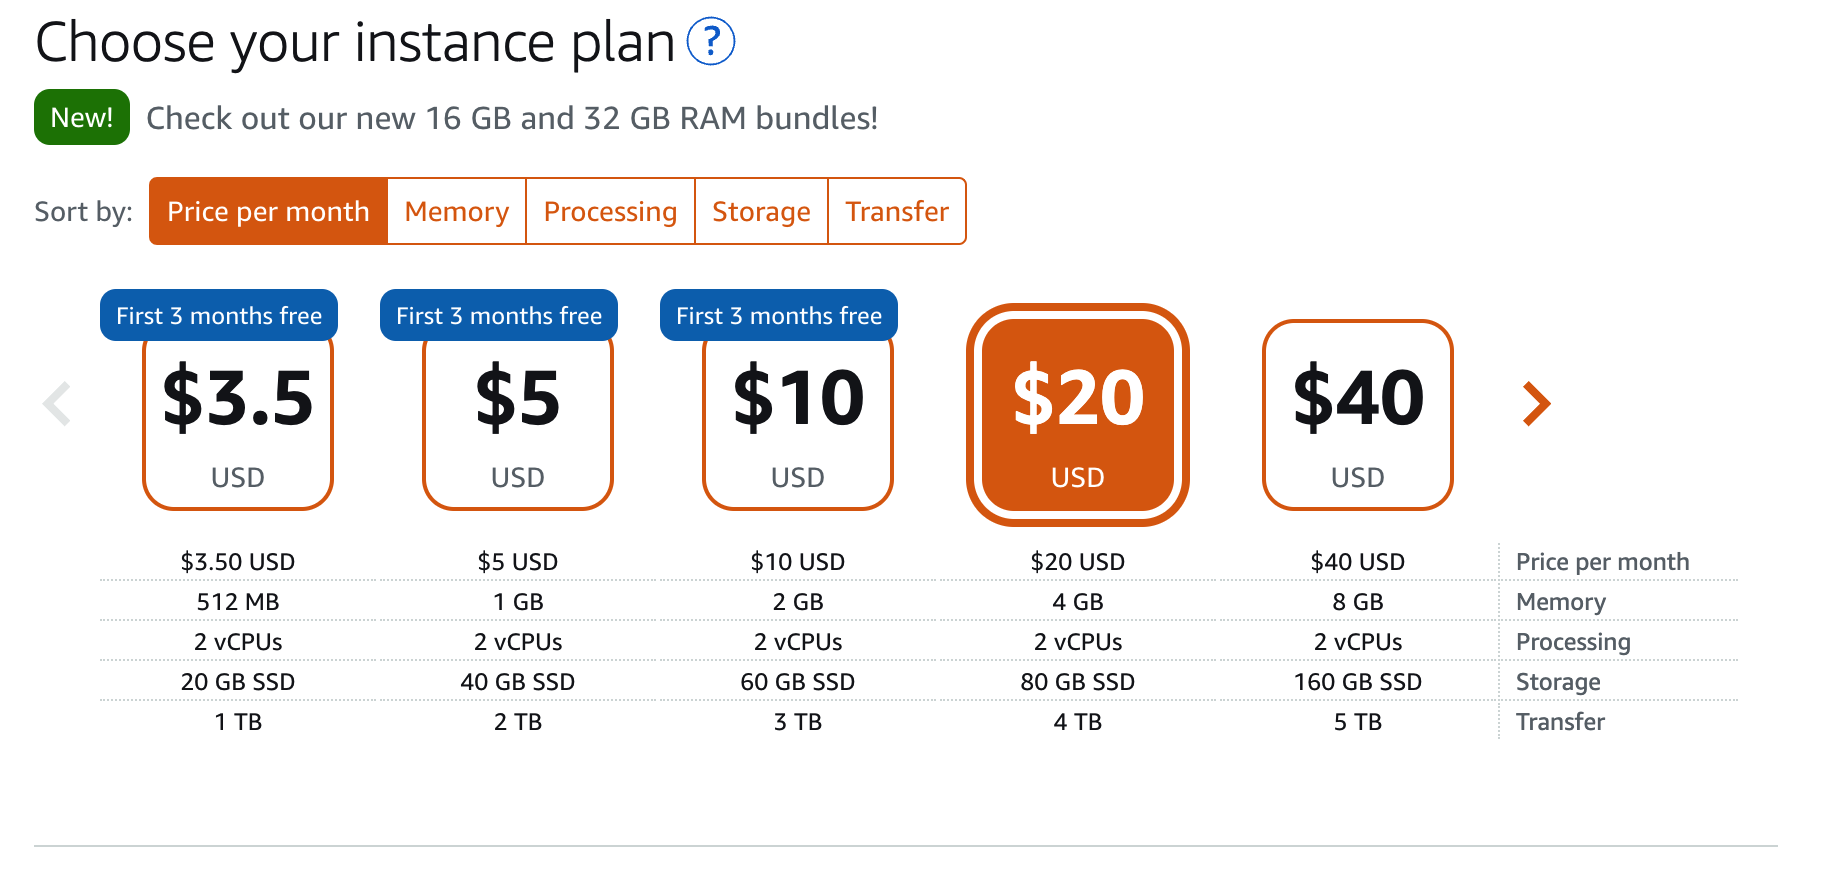 Choose your instance plan ?
New! Check out our new 16 GB and 32 GB RAM bundles!
Sort by: Price per month Memory Processing Storage Transfer
First 3 months free First 3 months free First 3 months free
$3.5 $5 $10 $20 $40
USD USD USD USD USD
$3.50 USD $5 USD $10 USD $20 USD $40 USD Price per month
512 MB 1 GB 2 GB 4 GB 8 GB Memory
2 vCPUs 2 vCPUs 2 vCPUs 2 vCPUs 2 vCPUs Processing
20 GB SSD 40 GB SSD 60 GB SSD 80 GB SSD 160 GB SSD Storage
1 TB 2 TB 3 TB 4 TB 5 TB Transfer